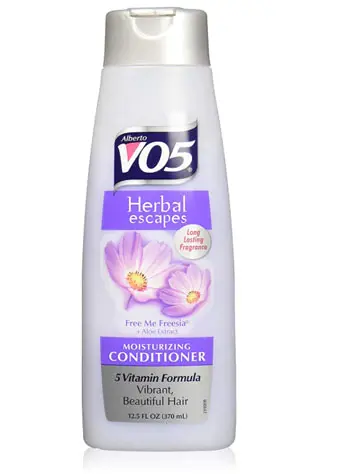 Alberto
VO5®
Herbal
escapes
Long
Lasting
Fragrance
Free Me Freesia®
+ Aloe Extract
MOISTURIZING
CONDITIONER
5 Vitamin Formula
Vibrant,
Beautiful Hair
12.5 FL OZ (370 mL)